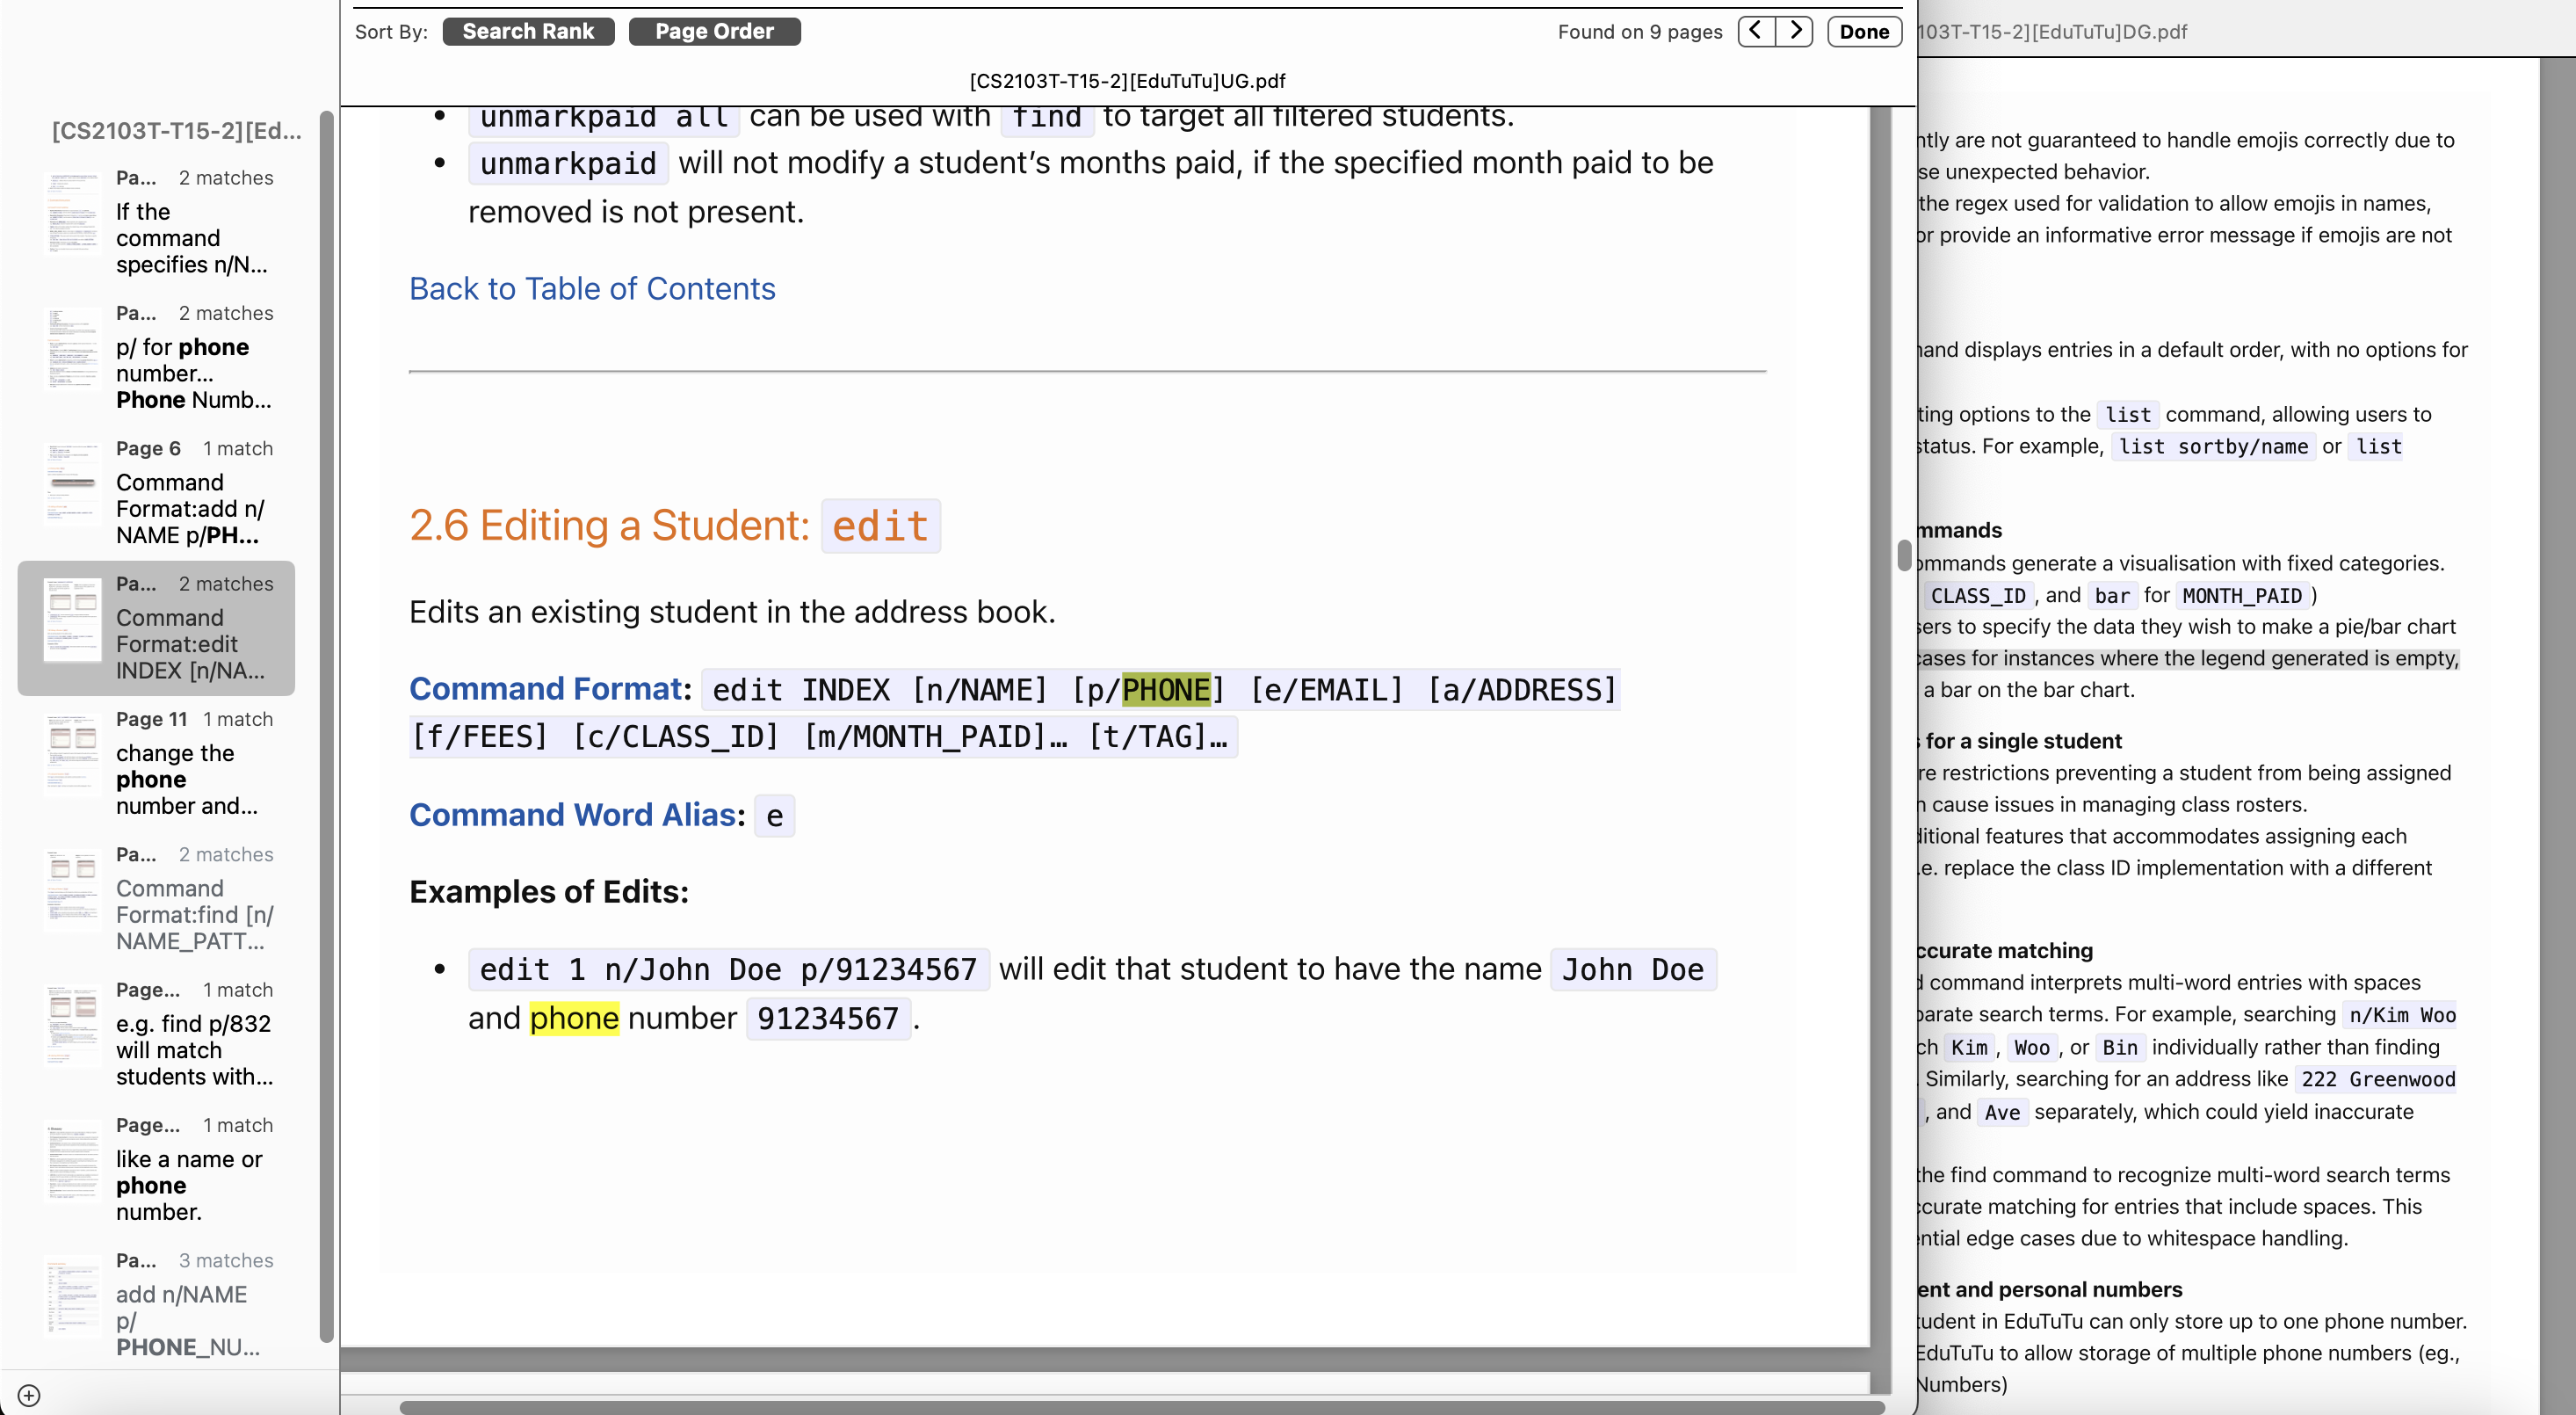 Sort By: Search Rank Page Order Found on 9 pages Done
[CS2103T-T15-2][EduTuTu]UG.pdf
[CS2103T-T15-2][Ed...
Pa... 2 matches
If the
command
specifies n/N...
Pa... 2 matches
p/ for phone
number...
Phone Numb...
Page 6 1 match
Command
Format:add n/
NAME p/PH...
Pa... 2 matches
Command
Format:edit
INDEX [n/NA...
Page 11 1 match
change the
phone
number and...
Pa... 2 matches
Command
Format:find [n/
NAME_PATT...
Page... 1 match
e.g. find p/832
will match
students with...
Page... 1 match
like a name or
phone
number.
Pa... 3 matches
add n/NAME
p/
PHONE_NU...
• unmarkpaid all can be used with find to target all filtered students.
• unmarkpaid will not modify a student’s months paid, if the specified month paid to be
removed is not present.
Back to Table of Contents
2.6 Editing a Student: edit
Edits an existing student in the address book.
Command Format: edit INDEX [n/NAME] [p/PHONE] [e/EMAIL] [a/ADDRESS]
[f/FEES] [c/CLASS_ID] [m/MONTH_PAID]… [t/TAG]…
Command Word Alias: e
Examples of Edits:
• edit 1 n/John Doe p/91234567 will edit that student to have the name John Doe
and phone number 91234567 .
103T-T15-2][EduTuTu]DG.pdf
ntly are not guaranteed to handle emojis correctly due to
se unexpected behavior.
the regex used for validation to allow emojis in names,
or provide an informative error message if emojis are not
nand displays entries in a default order, with no options for
ting options to the list command, allowing users to
status. For example, list sortby/name or list
mmands
ommands generate a visualisation with fixed categories.
CLASS_ID , and bar for MONTH_PAID )
sers to specify the data they wish to make a pie/bar chart
cases for instances where the legend generated is empty,
a bar on the bar chart.
s for a single student
re restrictions preventing a student from being assigned
n cause issues in managing class rosters.
ditional features that accommodates assigning each
.e. replace the class ID implementation with a different
ccurate matching
d command interprets multi-word entries with spaces
parate search terms. For example, searching n/Kim Woo
ch Kim , Woo , or Bin individually rather than finding
. Similarly, searching for an address like 222 Greenwood
, and Ave separately, which could yield inaccurate
the find command to recognize multi-word search terms
ccurate matching for entries that include spaces. This
ential edge cases due to whitespace handling.
ent and personal numbers
tudent in EduTuTu can only store up to one phone number.
EduTuTu to allow storage of multiple phone numbers (eg.,
Numbers)